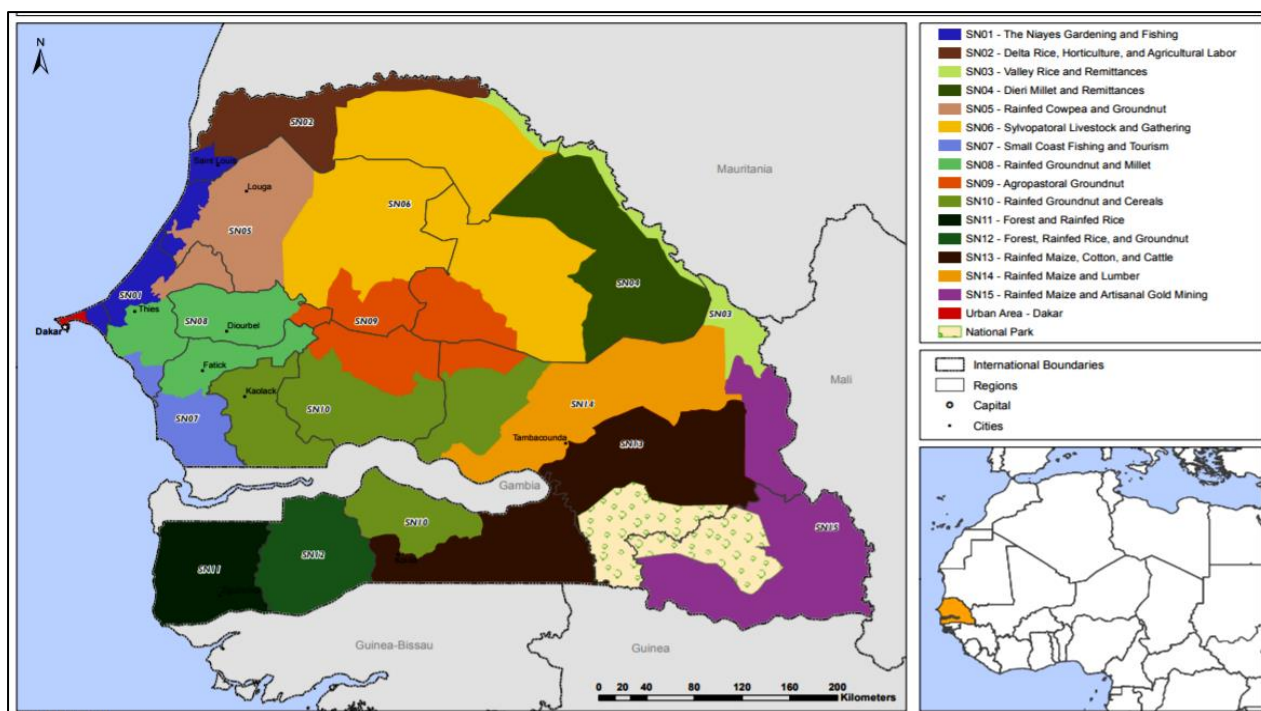 N
SN02
Saint Louis
Louga
Mauritania
SN06
SN05
SN04
SN01
Thies
SN08
Diourbel
SN09
SN03
Dakar
Fatick
Kaolack
Mali
SN07
SN10
SN14
Tambacounda
SN13
Gambia
SN10
SN15
SN12
SN11
Guinea-Bissau
Guinea
0 20 40 80 120 160 200
Kilometers
SN01 - The Niayes Gardening and Fishing
SN02 - Delta Rice, Horticulture, and Agricultural Labor
SN03 - Valley Rice and Remittances
SN04 - Dieri Millet and Remittances
SN05 - Rainfed Cowpea and Groundnut
SN06 - Sylvopatoral Livestock and Gathering
SN07 - Small Coast Fishing and Tourism
SN08 - Rainfed Groundnut and Millet
SN09 - Agropastoral Groundnut
SN10 - Rainfed Groundnut and Cereals
SN11 - Forest and Rainfed Rice
SN12 - Forest, Rainfed Rice, and Groundnut
SN13 - Rainfed Maize, Cotton, and Cattle
SN14 - Rainfed Maize and Lumber
SN15 - Rainfed Maize and Artisanal Gold Mining
Urban Area - Dakar
National Park
International Boundaries
Regions
Capital
Cities